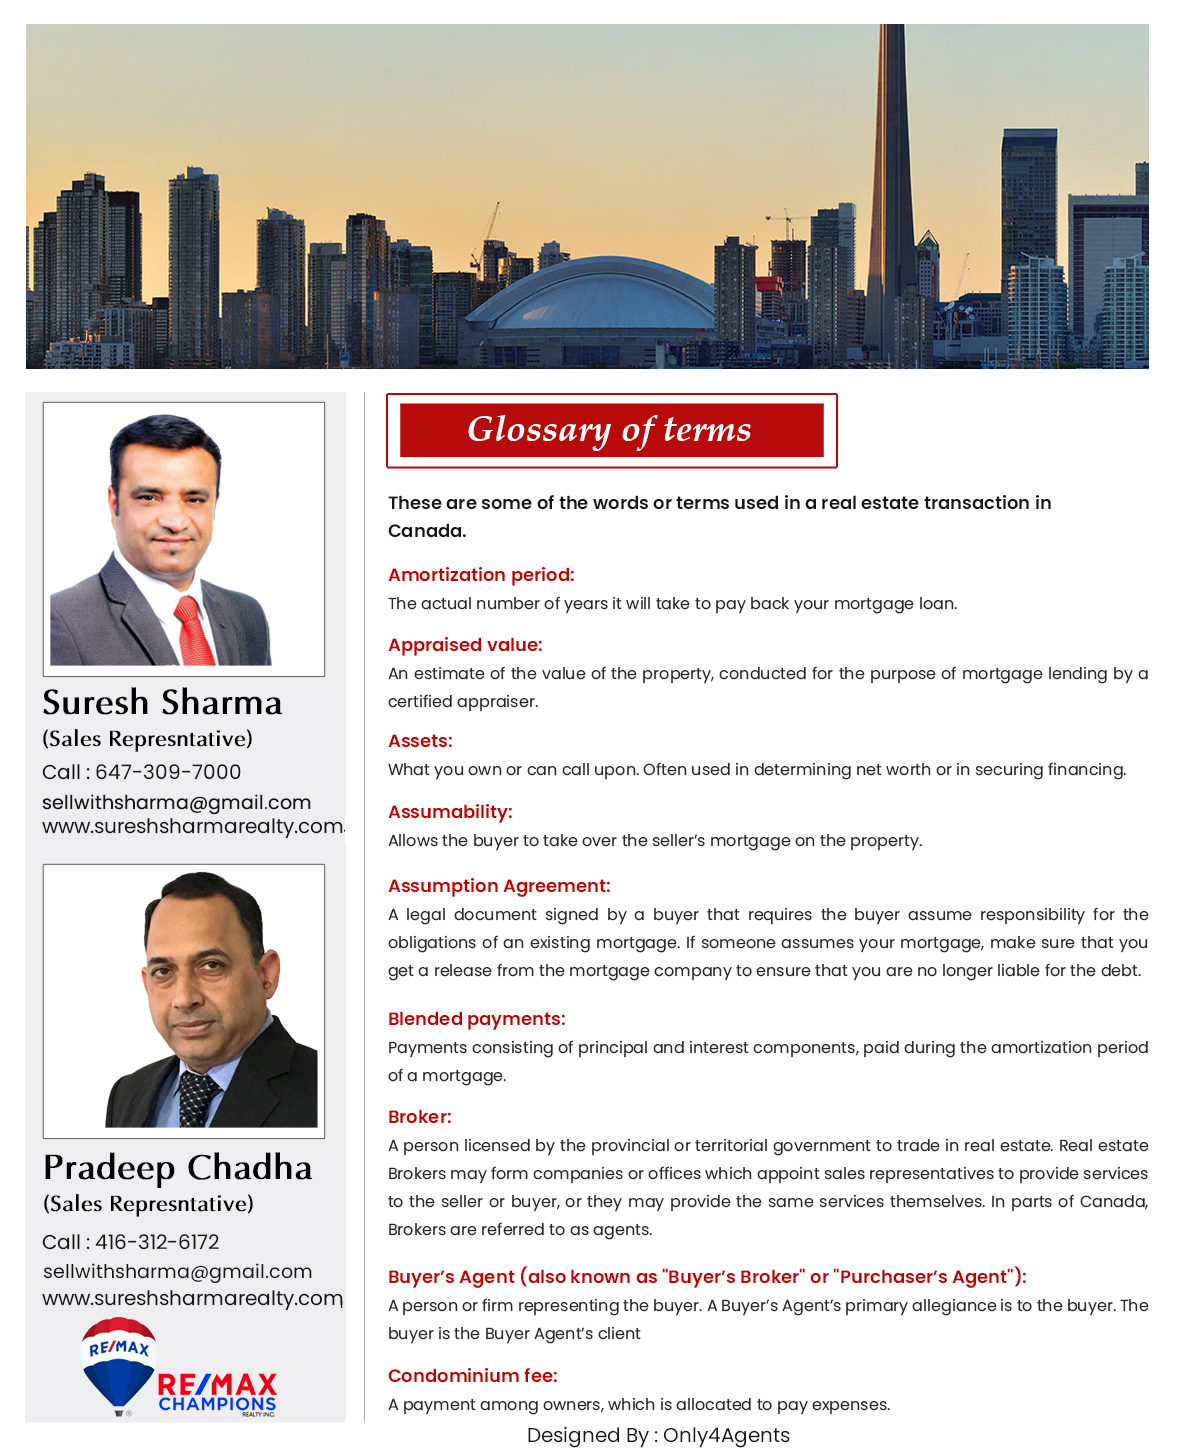 Suresh Sharma
(Sales Represntative)
Call : 647-309-7000
sellwithsharma@gmail.com
www.sureshsharmarealty.com
Pradeep Chadha
(Sales Represntative)
Call : 416-312-6172
sellwithsharma@gmail.com
www.sureshsharmarealty.com
RE/MAX
RE/MAX
CHAMPIONS
REALTY INC.
Glossary of terms
These are some of the words or terms used in a real estate transaction in
Canada.
Amortization period:
The actual number of years it will take to pay back your mortgage loan.
Appraised value:
An estimate of the value of the property, conducted for the purpose of mortgage lending by a
certified appraiser.
Assets:
What you own or can call upon. Often used in determining net worth or in securing financing.
Assumability:
Allows the buyer to take over the seller’s mortgage on the property.
Assumption Agreement:
A legal document signed by a buyer that requires the buyer assume responsibility for the
obligations of an existing mortgage. If someone assumes your mortgage, make sure that you
get a release from the mortgage company to ensure that you are no longer liable for the debt.
Blended payments:
Payments consisting of principal and interest components, paid during the amortization period
of a mortgage.
Broker:
A person licensed by the provincial or territorial government to trade in real estate. Real estate
Brokers may form companies or offices which appoint sales representatives to provide services
to the seller or buyer, or they may provide the same services themselves. In parts of Canada,
Brokers are referred to as agents.
Buyer’s Agent (also known as "Buyer’s Broker" or "Purchaser’s Agent"):
A person or firm representing the buyer. A Buyer’s Agent’s primary allegiance is to the buyer. The
buyer is the Buyer Agent’s client
Condominium fee:
A payment among owners, which is allocated to pay expenses.
Designed By : Only4Agents